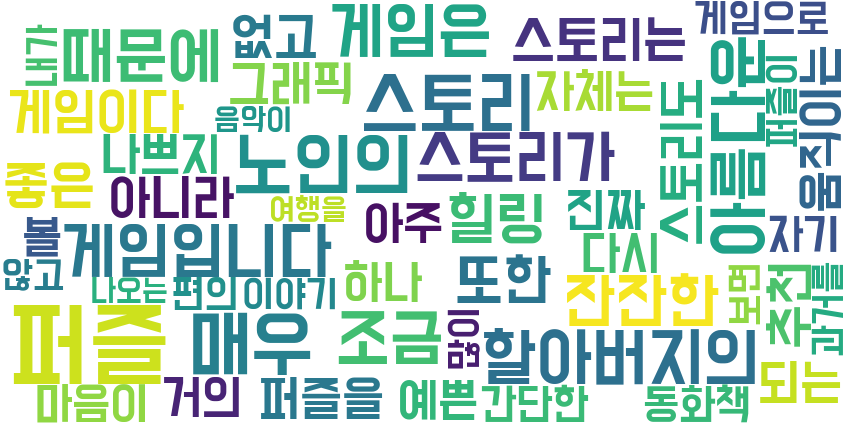 게임으로
게임은
스토리는
없고
내가
때문에
그래픽
스토리
자체는
아름다운
퍼즐이
움직이는
게임이다
음악이
스토리도
나쁘지
노인의
스토리가
좋은
아니라
여행을
아주
힐링
진짜
자기
볼
게임입니다
다시
않고
나오는
편의
이야기
하나
또한
잔잔한
보면
추천
과거를
퍼즐
매우
조금
많이
할아버지의
되는
마음이
거의
퍼즐을
예쁜
간단한
동화책